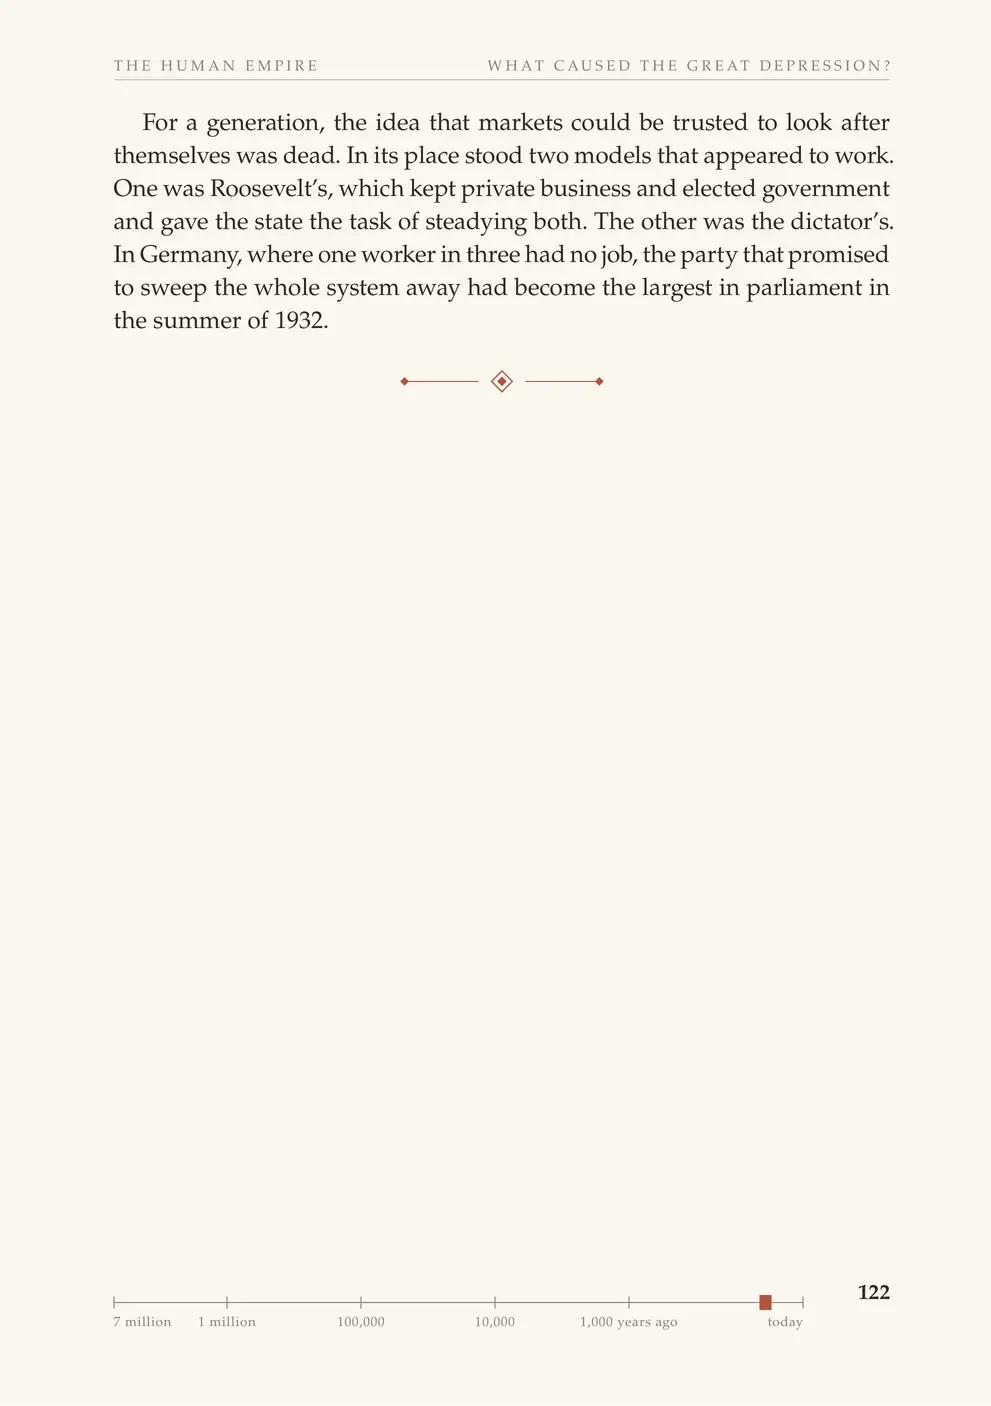 THE HUMAN EMPIRE
WHAT CAUSED THE GREAT DEPRESSION?
For a generation, the idea that markets could be trusted to look after
themselves was dead. In its place stood two models that appeared to work.
One was Roosevelt’s, which kept private business and elected government
and gave the state the task of steadying both. The other was the dictator’s.
In Germany, where one worker in three had no job, the party that promised
to sweep the whole system away had become the largest in parliament in
the summer of 1932.
122
7 million 1 million 100,000 10,000 1,000 years ago today